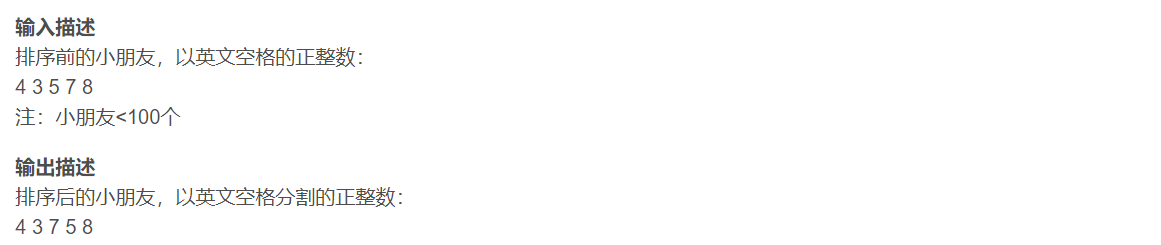 输入描述
排序前的小朋友，以英文空格的正整数：
4 3 5 7 8
注：小朋友<100个
输出描述
排序后的小朋友，以英文空格分割的正整数：
4 3 7 5 8